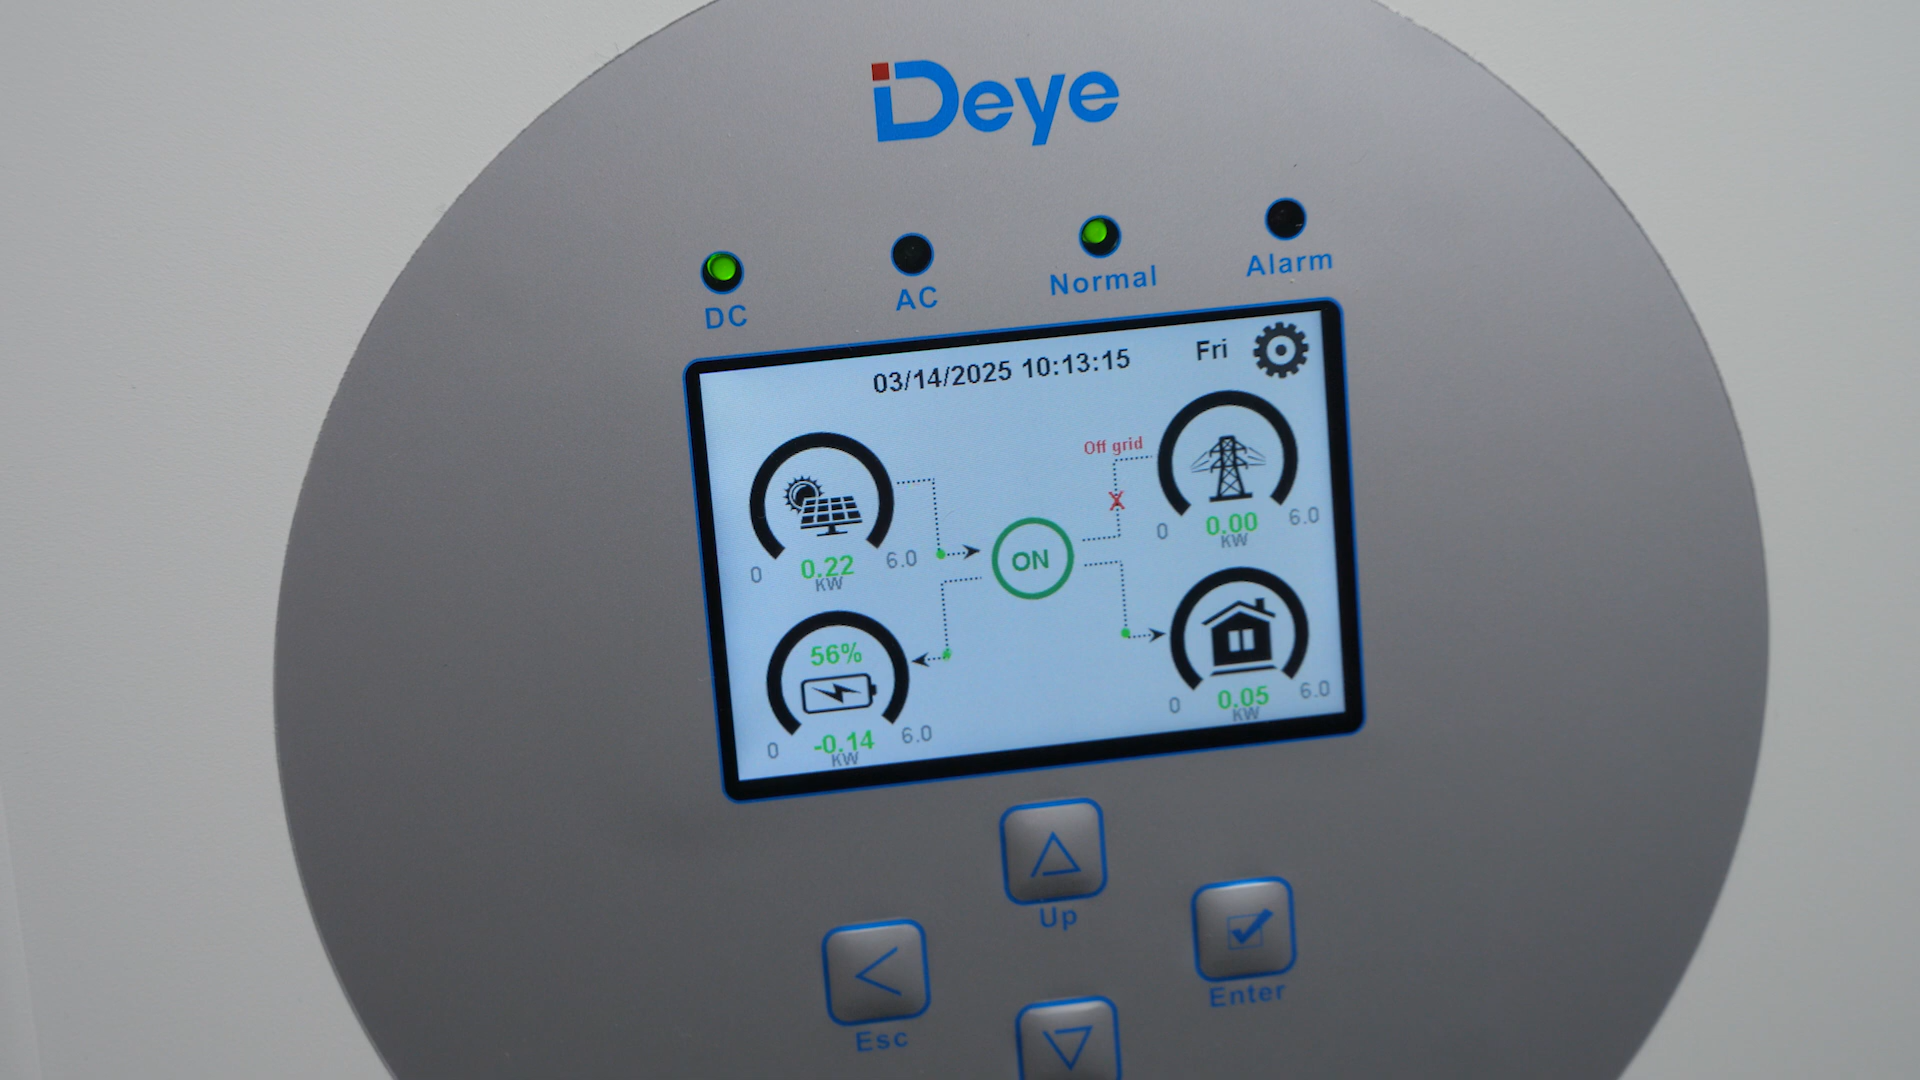 Deye
DC
AC
Normal
Alarm
03/14/2025 10:13:15 Fri
Off grid
0 0.22 6.0
KW
ON
0 0.00 6.0
KW
56%
0 -0.14 6.0
KW
0 0.05 6.0
KW
Up
Esc
Enter